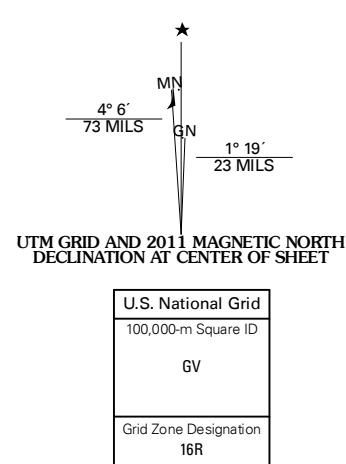 ★
MN
4° 6´
73 MILS
GN
1° 19´
23 MILS
UTM GRID AND 2011 MAGNETIC NORTH
DECLINATION AT CENTER OF SHEET
U.S. National Grid
100,000-m Square ID
GV
Grid Zone Designation
16R